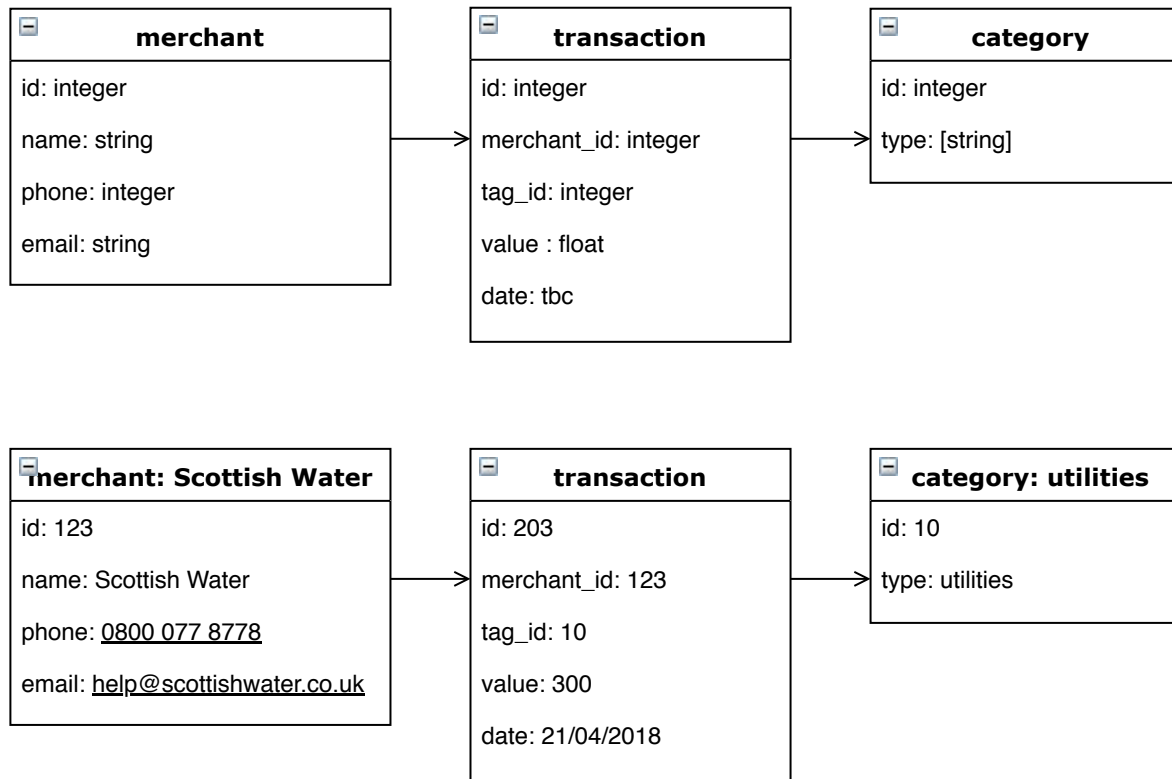 merchant
id: integer
name: string
phone: integer
email: string
transaction
id: integer
merchant_id: integer
tag_id: integer
value : float
date: tbc
category
id: integer
type: [string]
merchant: Scottish Water
id: 123
name: Scottish Water
phone: 0800 077 8778
email: help@scottishwater.co.uk
transaction
id: 203
merchant_id: 123
tag_id: 10
value: 300
date: 21/04/2018
category: utilities
id: 10
type: utilities